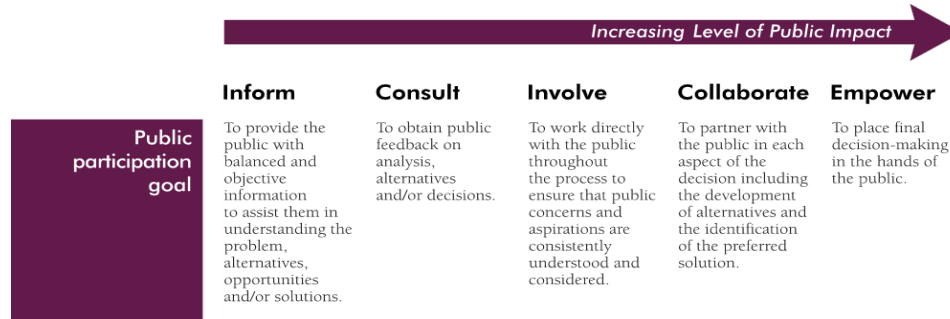 Increasing Level of Public Impact
Inform
Consult
Involve
Collaborate
Empower
Public
participation
goal
To provide the
public with
balanced and
objective
information
to assist them in
understanding the
problem,
alternatives,
opportunities
and/or solutions.
To obtain public
feedback on
analysis,
alternatives
and/or decisions.
To work directly
with the public
throughout
the process to
ensure that public
concerns and
aspirations are
consistently
understood and
considered.
To partner with
the public in each
aspect of the
decision including
the development
of alternatives and
the identification
of the preferred
solution.
To place final
decision-making
in the hands of
the public.